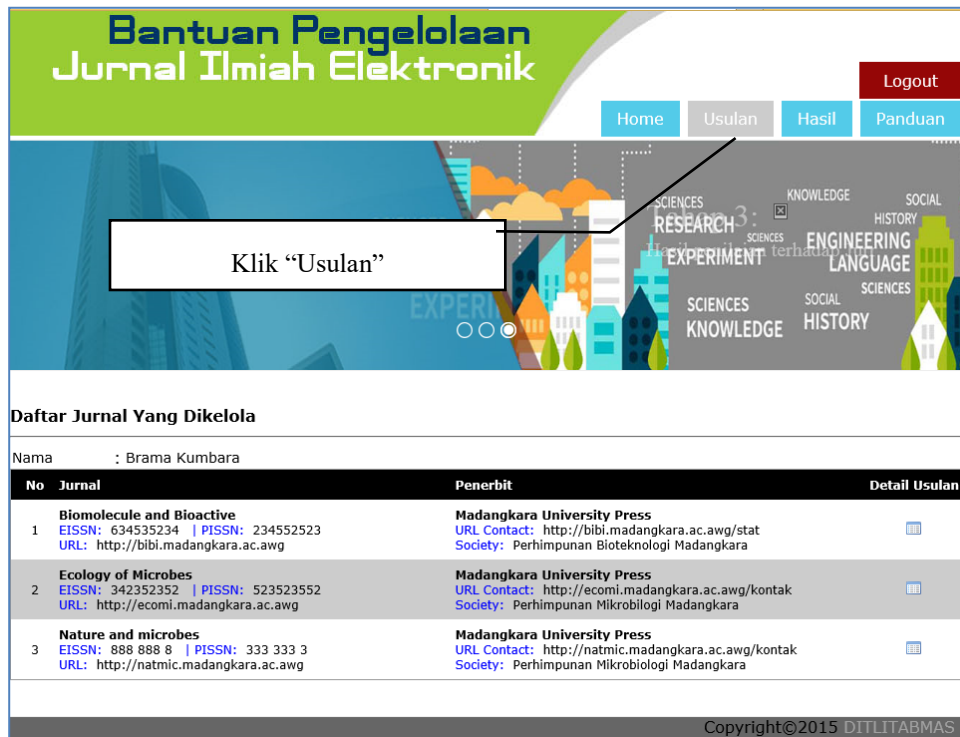 Bantuan Pengelolaan
Jurnal Ilmiah Elektronik
Logout
Home Usulan Hasil Panduan
Klik “Usulan”
Tahap 3:
SCIENCES
RESEARCH
SCIENCES
EXPERIMENT
KNOWLEDGE
SOCIAL
HISTORY
ENGINEERING
LANGUAGE
SCIENCES
terhadap
SCIENCES
KNOWLEDGE
SOCIAL
HISTORY
Daftar Jurnal Yang Dikelola
Nama : Brama Kumbara
No Jurnal Penerbit Detail Usulan
1 Biomolecule and Bioactive Madangkara University Press
EISSN: 634535234 | PISSN: 234552523 URL Contact: http://bibi.madangkara.ac.awg/stat
URL: http://bibi.madangkara.ac.awg Society: Perhimpunan Bioteknologi Madangkara
2 Ecology of Microbes Madangkara University Press
EISSN: 342352352 | PISSN: 523523552 URL Contact: http://ecomi.madangkara.ac.awg/kontak
URL: http://ecomi.madangkara.ac.awg Society: Perhimpunan Mikrobilogi Madangkara
3 Nature and microbes Madangkara University Press
EISSN: 888 888 8 | PISSN: 333 333 3 URL Contact: http://natmic.madangkara.ac.awg/kontak
URL: http://natmic.madangkara.ac.awg Society: Perhimpunan Mikrobiologi Madangkara
Copyright©2015 DITLITABMAS